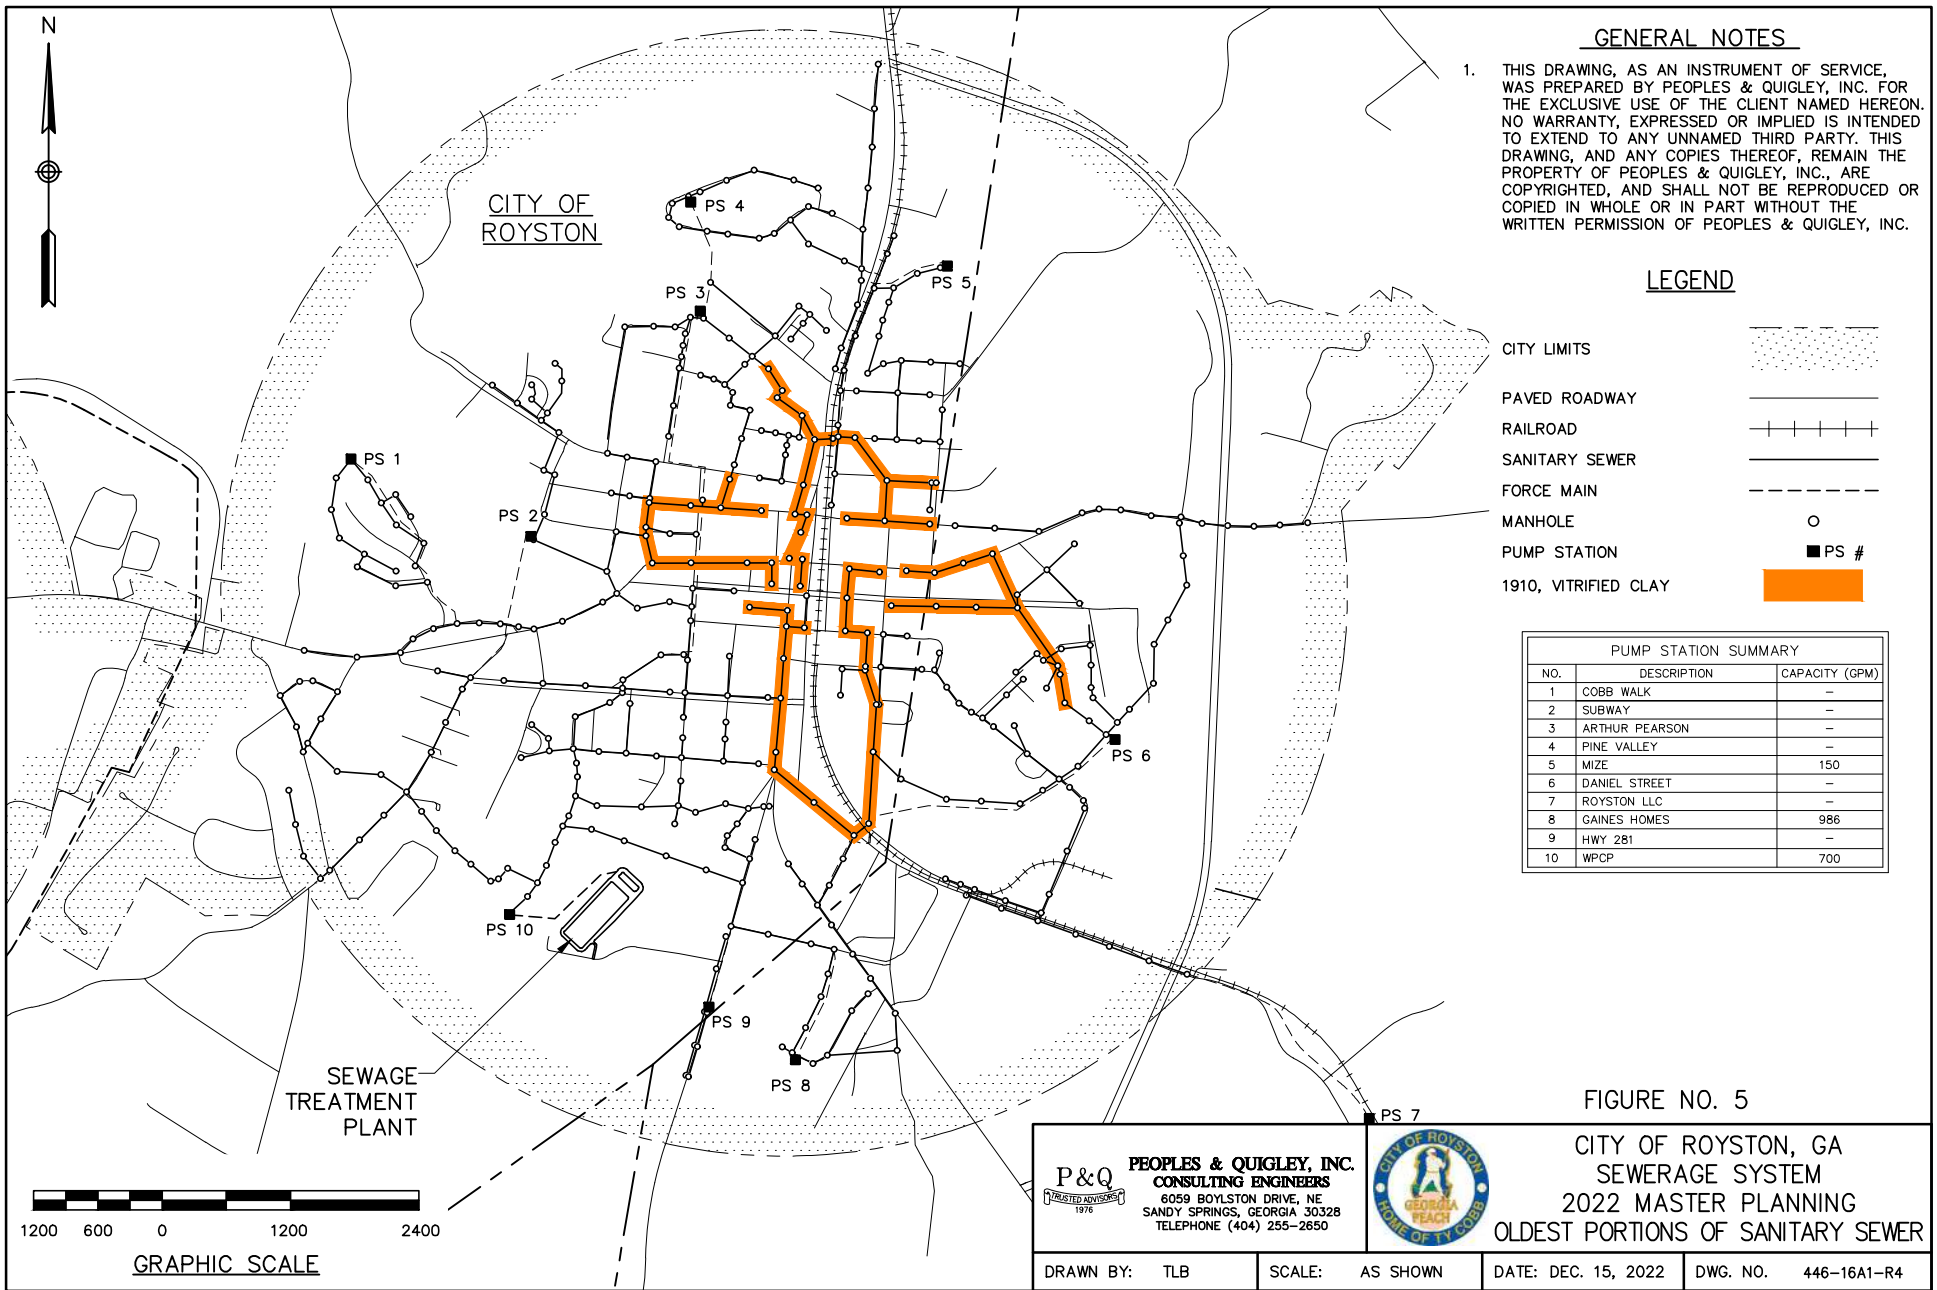 N
CITY OF
ROYSTON
PS 4
PS 5
PS 3
PS 1
PS 2
PS 6
PS 10
PS 9
PS 8
PS 7
SEWAGE
TREATMENT
PLANT
1200 600 0 1200 2400
GRAPHIC SCALE
GENERAL NOTES
1. THIS DRAWING, AS AN INSTRUMENT OF SERVICE,
WAS PREPARED BY PEOPLES & QUIGLEY, INC. FOR
THE EXCLUSIVE USE OF THE CLIENT NAMED HEREON.
NO WARRANTY, EXPRESSED OR IMPLIED IS INTENDED
TO EXTEND TO ANY UNNAMED THIRD PARTY. THIS
DRAWING, AND ANY COPIES THEREOF, REMAIN THE
PROPERTY OF PEOPLES & QUIGLEY, INC., ARE
COPYRIGHTED, AND SHALL NOT BE REPRODUCED OR
COPIED IN WHOLE OR IN PART WITHOUT THE
WRITTEN PERMISSION OF PEOPLES & QUIGLEY, INC.
LEGEND
CITY LIMITS
PAVED ROADWAY
RAILROAD
SANITARY SEWER
FORCE MAIN
MANHOLE
PUMP STATION PS #
1910, VITRIFIED CLAY
PUMP STATION SUMMARY
NO. DESCRIPTION CAPACITY (GPM)
1 COBB WALK –
2 SUBWAY –
3 ARTHUR PEARSON –
4 PINE VALLEY –
5 MIZE 150
6 DANIEL STREET –
7 ROYSTON LLC –
8 GAINES HOMES 986
9 HWY 281 –
10 WPCP 700
FIGURE NO. 5
P&Q
TRUSTED ADVISORS
1976
PEOPLES & QUIGLEY, INC.
CONSULTING ENGINEERS
6059 BOYLSTON DRIVE, NE
SANDY SPRINGS, GEORGIA 30328
TELEPHONE (404) 255-2650
CITY OF ROYSTON
GEORGIA
PEACH
HOME OF TY COBB
CITY OF ROYSTON, GA
SEWERAGE SYSTEM
2022 MASTER PLANNING
OLDEST PORTIONS OF SANITARY SEWER
DRAWN BY: TLB
SCALE: AS SHOWN
DATE: DEC. 15, 2022
DWG. NO. 446-16A1-R4